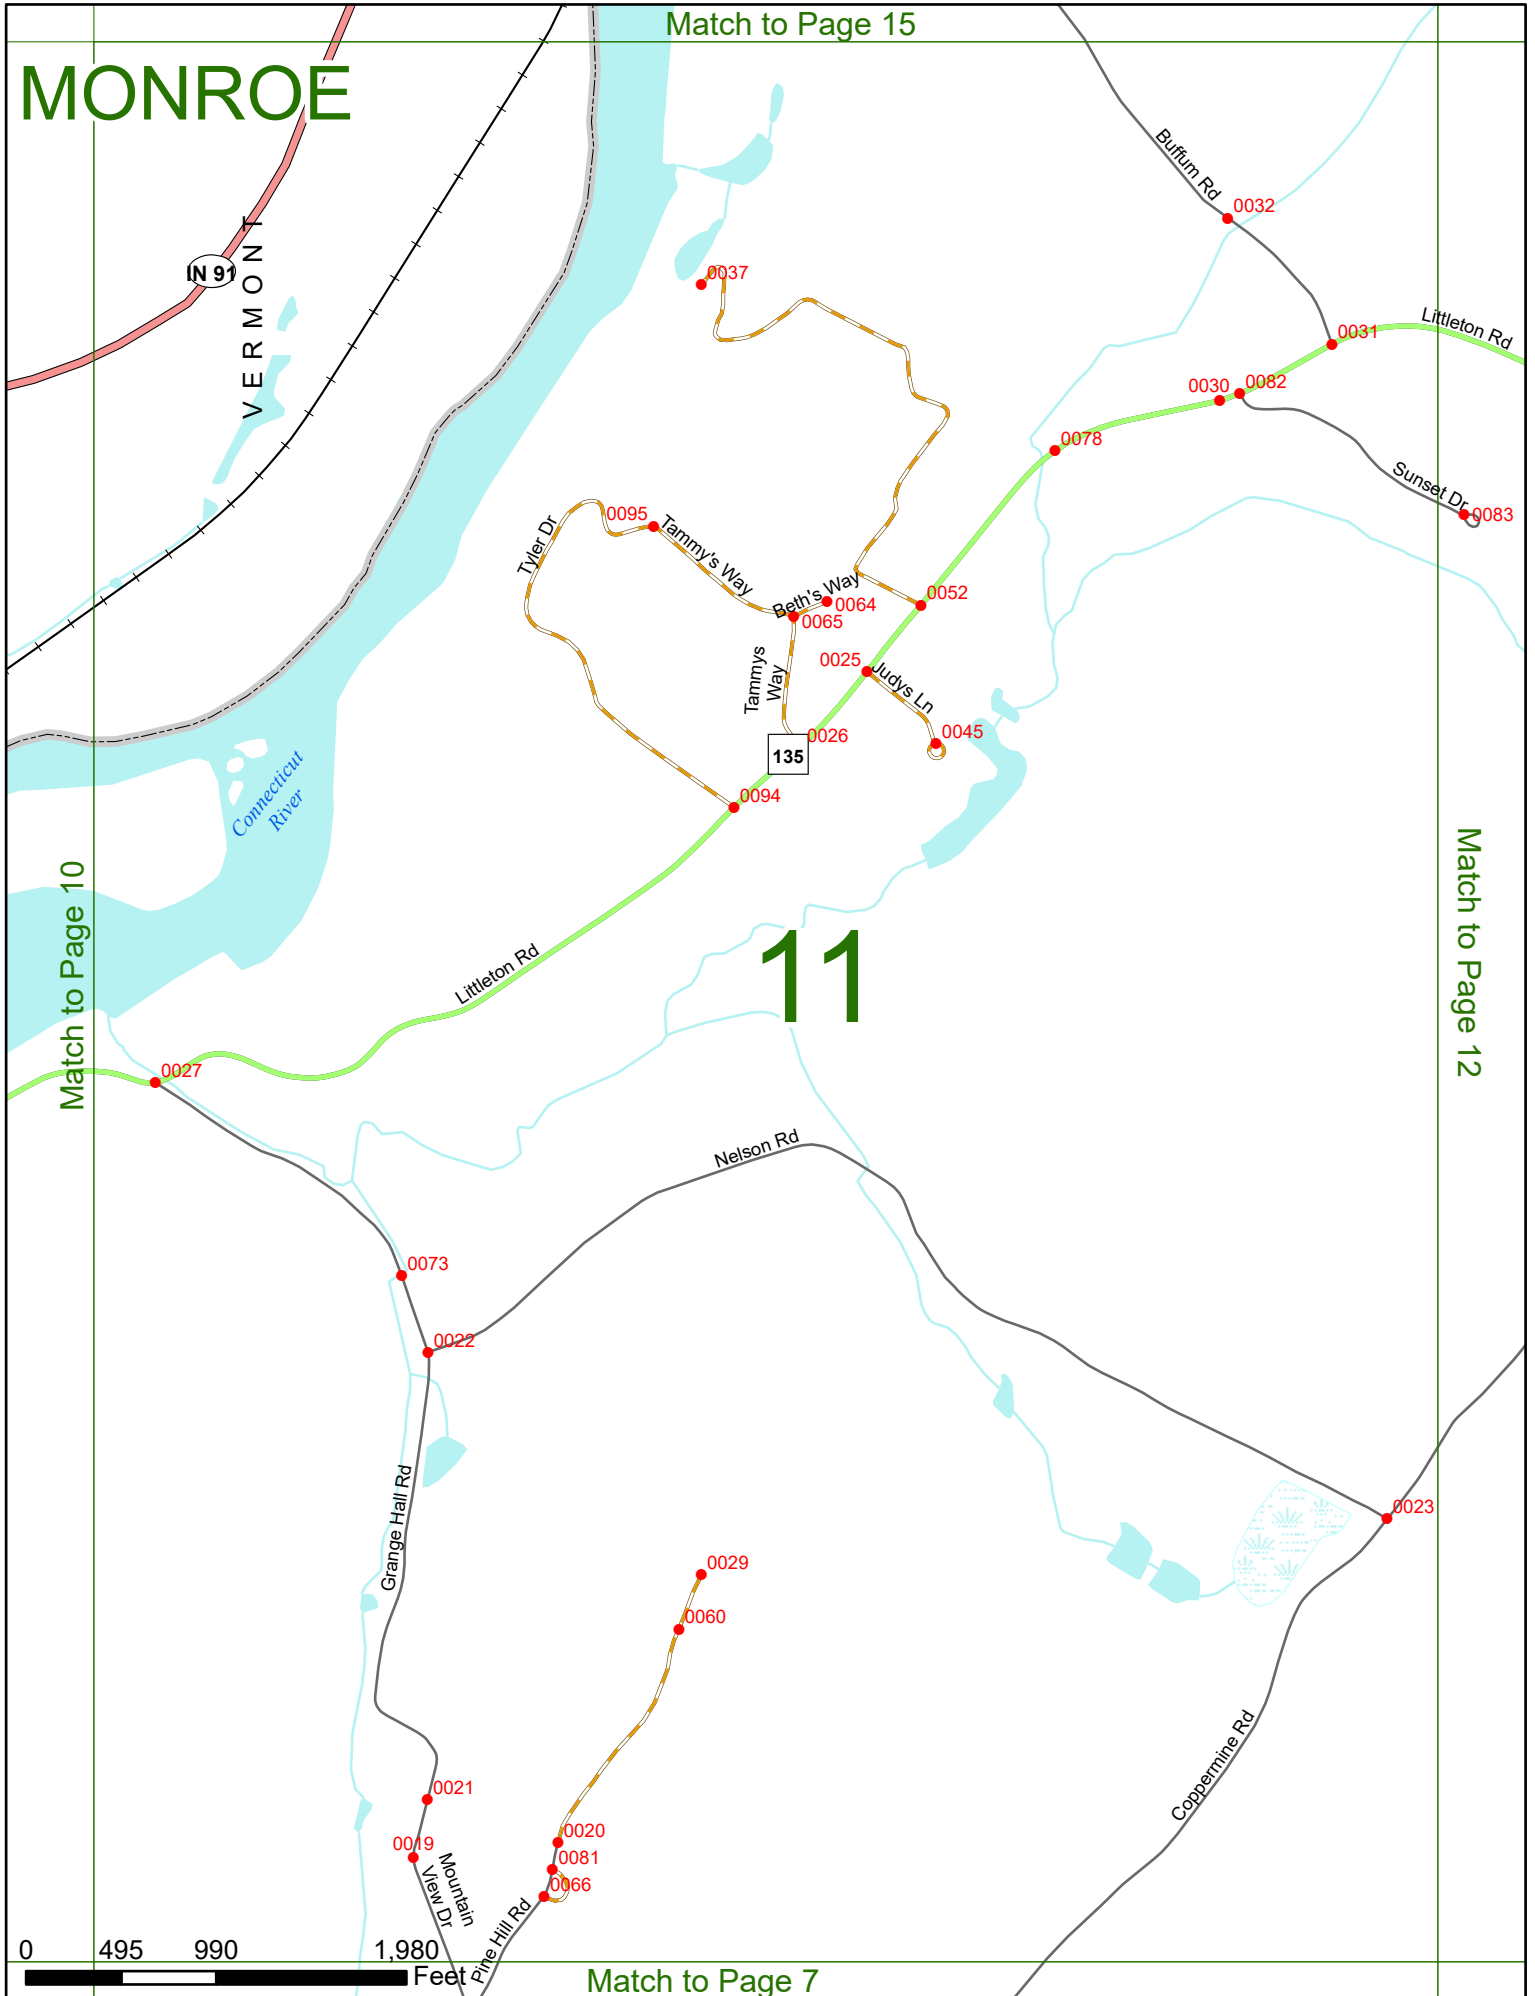 Match to Page 15
MONROE
Buffum Rd
0032
IN 91
VERMONT
0037
Littleton Rd
0031
0030
0082
0078
Sunset Dr
0083
0095
Tyler Dr
Tammy's Way
Beth's Way
0064
0052
0065
0025
Tammys
Way
Judys Ln
0026
0045
135
0094
Connecticut
River
Match to Page 10
Match to Page 12
11
Littleton Rd
0027
Nelson Rd
0073
0022
Grange Hall Rd
0023
0029
0060
Coppermine Rd
0021
0020
0019
0081
Mountain
View Dr
0066
Pine Hill Rd
0 495 990 1,980
Feet
Match to Page 7